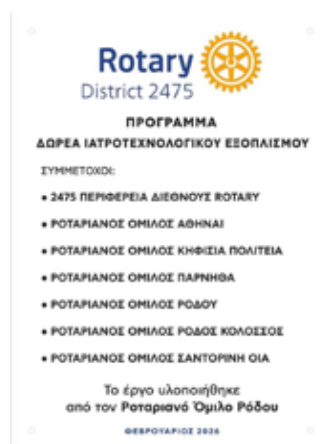 Rotary
District 2475
ΠΡΟΓΡΑΜΜΑ
ΔΩΡΕΑ ΙΑΤΡΟΤΕΧΝΟΛΟΓΙΚΟΥ ΕΞΟΠΛΙΣΜΟΥ
ΣΥΜΜΕΤΟΧΟΙ:
• 2475 ΠΕΡΙΦΕΡΕΙΑ ΔΙΕΘΝΟΥΣ ROTARY
• ΡΟΤΑΡΙΑΝΟΣ ΟΜΙΛΟΣ ΑΘΗΝΑΙ
• ΡΟΤΑΡΙΑΝΟΣ ΟΜΙΛΟΣ ΚΗΦΙΣΙΑ ΠΟΛΙΤΕΙΑ
• ΡΟΤΑΡΙΑΝΟΣ ΟΜΙΛΟΣ ΠΑΡΝΗΘΑ
• ΡΟΤΑΡΙΑΝΟΣ ΟΜΙΛΟΣ ΡΟΔΟΥ
• ΡΟΤΑΡΙΑΝΟΣ ΟΜΙΛΟΣ ΡΟΔΟΣ ΚΟΛΟΣΣΟΣ
• ΡΟΤΑΡΙΑΝΟΣ ΟΜΙΛΟΣ ΣΑΝΤΟΡΙΝΗ ΟΙΑ
Το έργο υλοποιήθηκε
από τον Ροταριανό Όμιλο Ρόδου
ΦΕΒΡΟΥΑΡΙΟΣ 2026